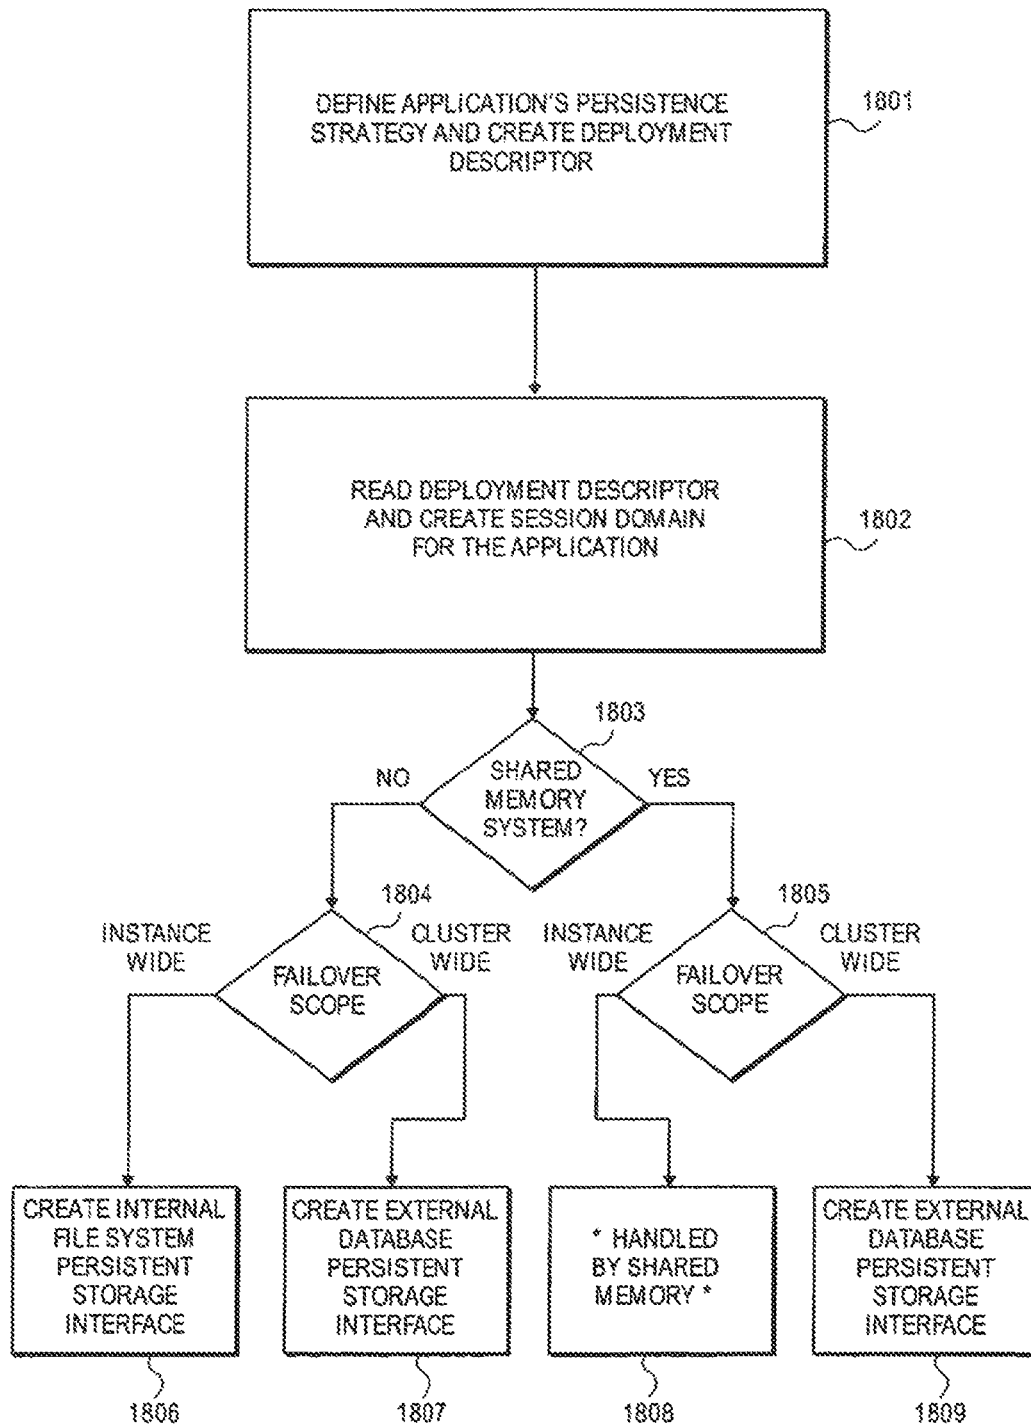 DEFINE APPLICATION'S PERSISTENCE
STRATEGY AND CREATE DEPLOYMENT
DESCRIPTOR
1801
READ DEPLOYMENT DESCRIPTOR
AND CREATE SESSION DOMAIN
FOR THE APPLICATION
1802
1803
NO
SHARED
MEMORY
SYSTEM?
YES
1804
INSTANCE
WIDE
FAILOVER
SCOPE
CLUSTER
WIDE
1805
INSTANCE
WIDE
FAILOVER
SCOPE
CLUSTER
WIDE
CREATE INTERNAL
FILE SYSTEM
PERSISTENT
STORAGE
INTERFACE
CREATE EXTERNAL
DATABASE
PERSISTENT
STORAGE
INTERFACE
* HANDLED
BY SHARED
MEMORY *
CREATE EXTERNAL
DATABASE
PERSISTENT
STORAGE
INTERFACE
1806
1807
1808
1809